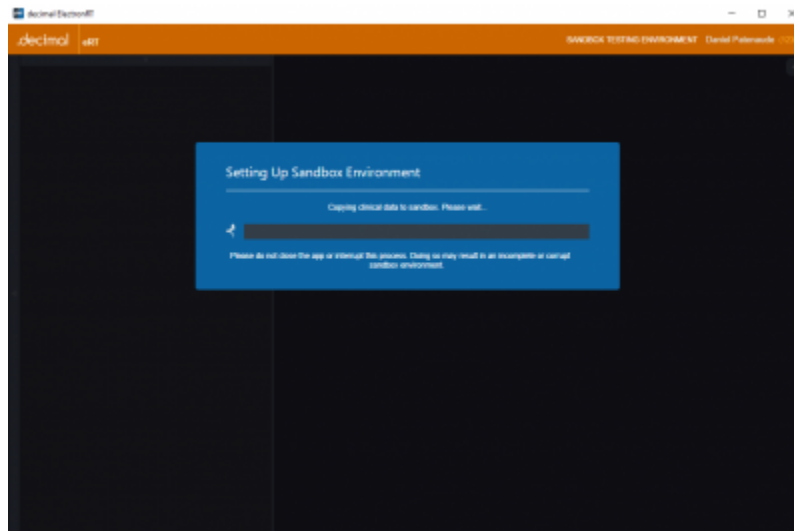 .decimal ElectronRT
.decimal eRT
SANDBOX TESTING ENVIRONMENT Daniel Patenaude
Setting Up Sandbox Environment
Copying clinical data to sandbox. Please wait...
Please do not close the app or interrupt this process. Doing so may result in an incomplete or corrupt
sandbox environment.